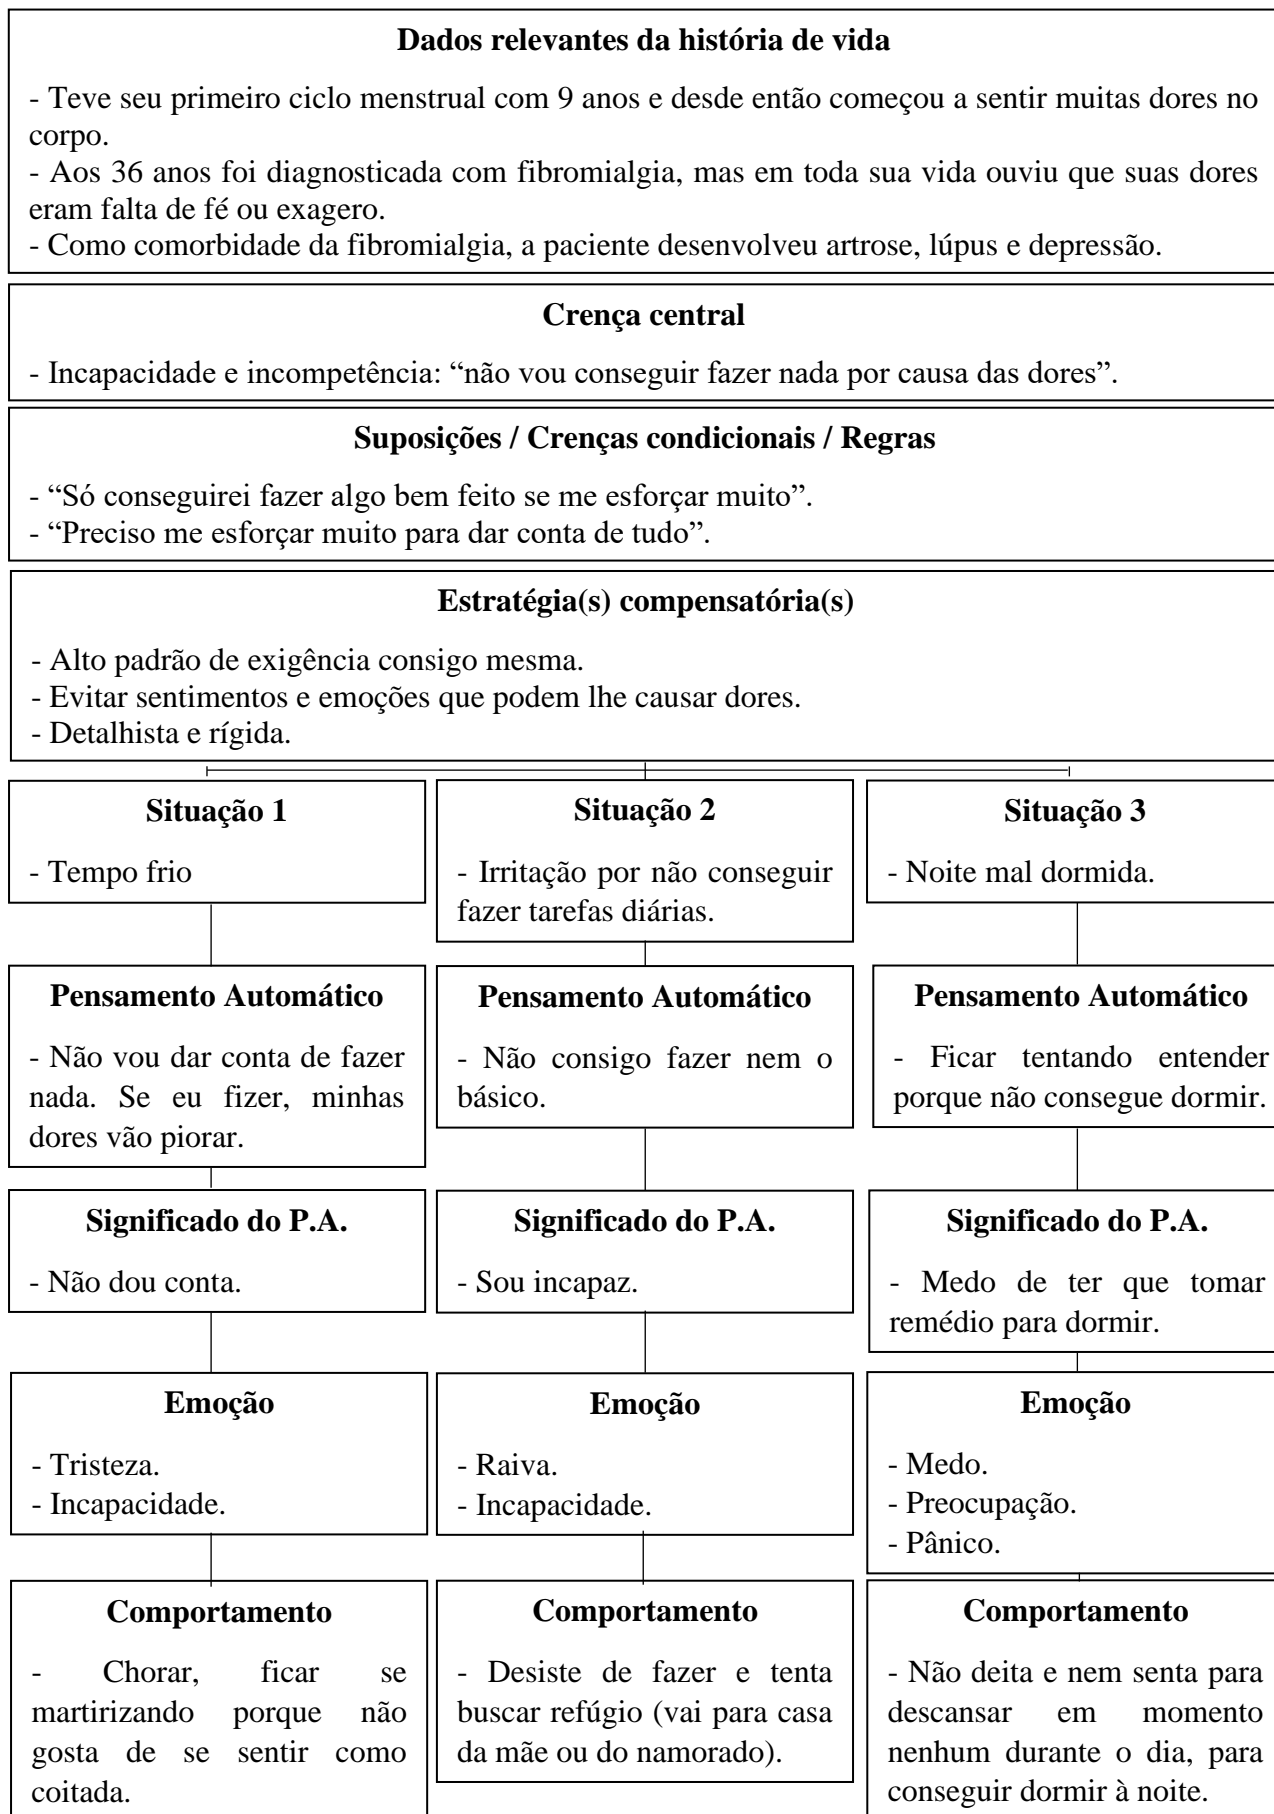 Dados relevantes da história de vida
- Teve seu primeiro ciclo menstrual com 9 anos e desde então começou a sentir muitas dores no
corpo.
- Aos 36 anos foi diagnosticada com fibromialgia, mas em toda sua vida ouviu que suas dores
eram falta de fé ou exagero.
- Como comorbidade da fibromialgia, a paciente desenvolveu artrose, lúpus e depressão.
Crença central
- Incapacidade e incompetência: “não vou conseguir fazer nada por causa das dores”.
Suposições / Crenças condicionais / Regras
- “Só conseguirei fazer algo bem feito se me esforçar muito”.
- “Preciso me esforçar muito para dar conta de tudo”.
Estratégia(s) compensatória(s)
- Alto padrão de exigência consigo mesma.
- Evitar sentimentos e emoções que podem lhe causar dores.
- Detalhista e rígida.
Situação 1
- Tempo frio
Pensamento Automático
- Não vou dar conta de fazer
nada. Se eu fizer, minhas
dores vão piorar.
Significado do P.A.
- Não dou conta.
Emoção
- Tristeza.
- Incapacidade.
Comportamento
- Chorar, ficar se
martirizando porque não
gosta de se sentir como
coitada.
Situação 2
- Irritação por não conseguir
fazer tarefas diárias.
Pensamento Automático
- Não consigo fazer nem o
básico.
Significado do P.A.
- Sou incapaz.
Emoção
- Raiva.
- Incapacidade.
Comportamento
- Desiste de fazer e tenta
buscar refúgio (vai para casa
da mãe ou do namorado).
Situação 3
- Noite mal dormida.
Pensamento Automático
- Ficar tentando entender
porque não consegue dormir.
Significado do P.A.
- Medo de ter que tomar
remédio para dormir.
Emoção
- Medo.
- Preocupação.
- Pânico.
Comportamento
- Não deita e nem senta para
descansar em momento
nenhum durante o dia, para
conseguir dormir à noite.